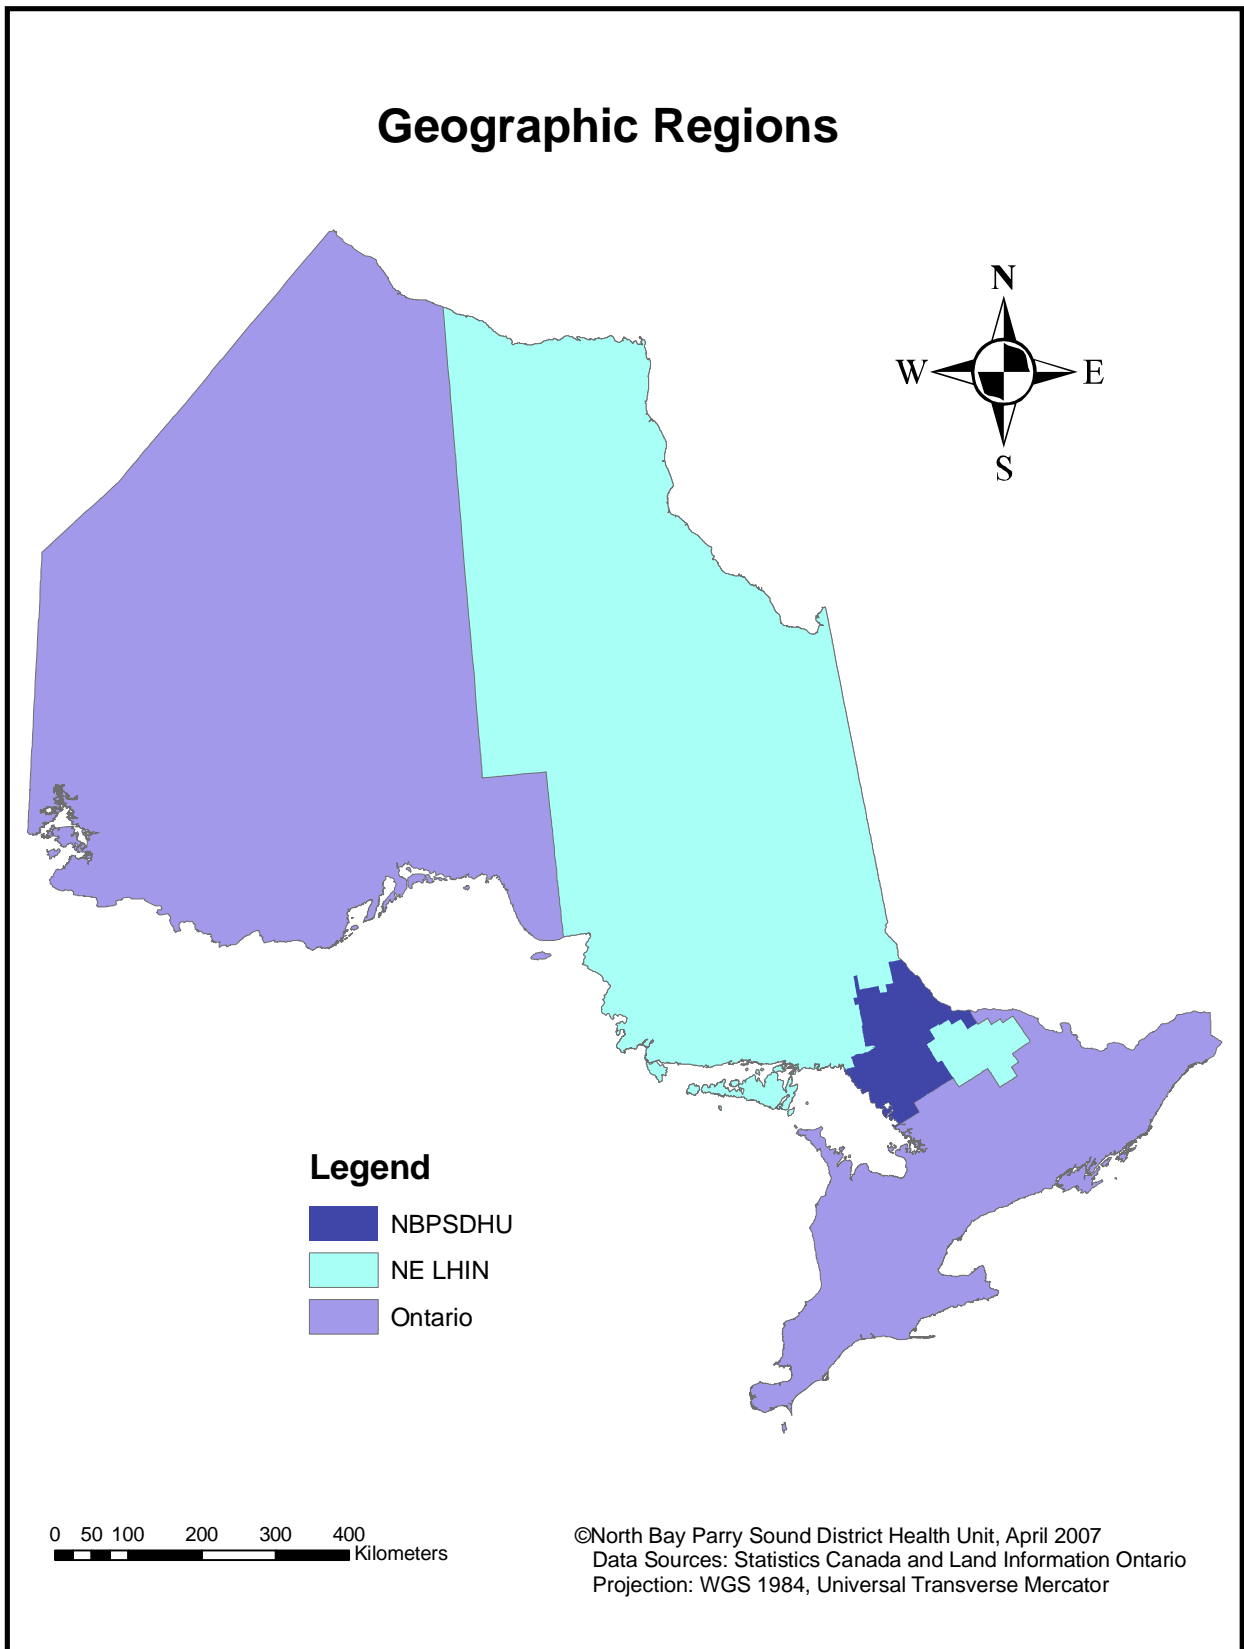 Geographic Regions
N
W
E
S
Legend
NBPSDHU
NE LHIN
Ontario
0 50 100 200 300 400
Kilometers
©North Bay Parry Sound District Health Unit, April 2007
Data Sources: Statistics Canada and Land Information Ontario
Projection: WGS 1984, Universal Transverse Mercator